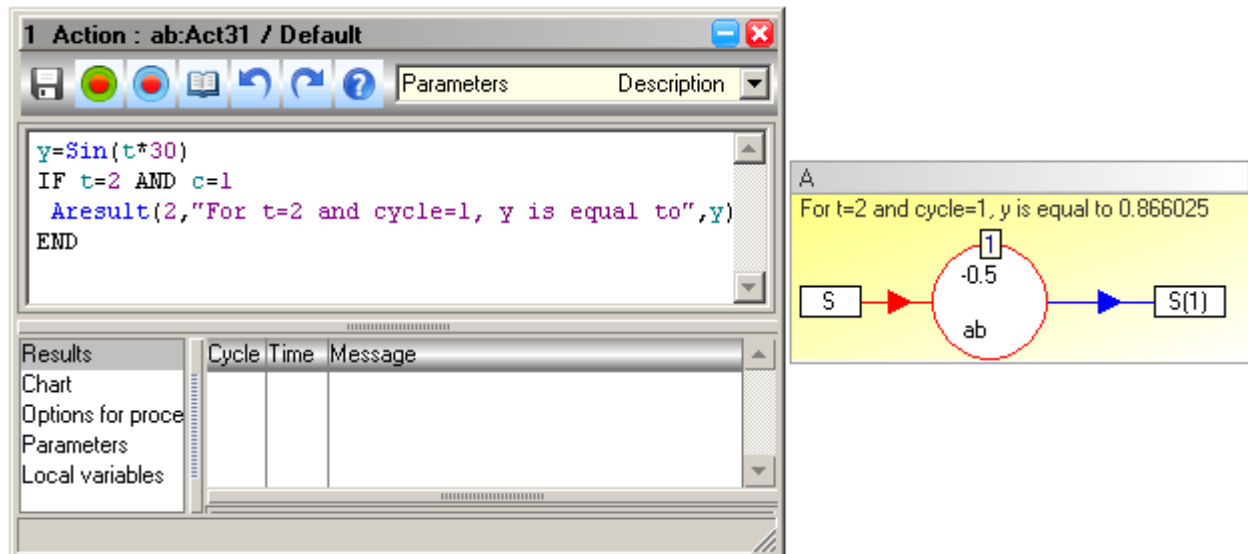 1 Action : ab:Act31 / Default
Parameters Description
y=Sin(t*30)
IF t=2 AND c=1
Aresult(2,"For t=2 and cycle=1, y is equal to",y)
END
Results
Chart
Options for proce
Parameters
Local variables
Cycle Time Message
A
For t=2 and cycle=1, y is equal to 0.866025
1
-0.5
S
ab
S(1)